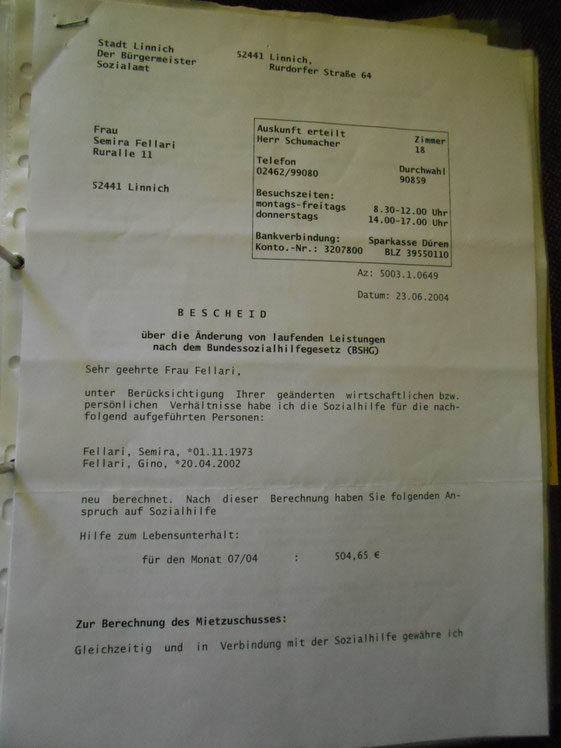 Stadt Linnich
Der Bürgermeister
Sozialamt
52441 Linnich,
Rurdorfer Straße 64
Frau
Semira Fellari
Ruralle 11
52441 Linnich
Auskunft erteilt Zimmer
Herr Schumacher 18
Telefon Durchwahl
02462/99080 90859
Besuchszeiten:
montags-freitags 8.30-12.00 Uhr
donnerstags 14.00-17.00 Uhr
Bankverbindung: Sparkasse Düren
Konto.-Nr.: 3207800 BLZ 39550110
Az: 5003.1.0649
Datum: 23.06.2004
B E S C H E I D
über die Änderung von laufenden Leistungen
nach dem Bundessozialhilfegesetz (BSHG)
Sehr geehrte Frau Fellari,
unter Berücksichtigung Ihrer geänderten wirtschaftlichen bzw.
persönlichen Verhältnisse habe ich die Sozialhilfe für die nach-
folgend aufgeführten Personen:
Fellari, Semira, *01.11.1973
Fellari, Gino, *20.04.2002
neu berechnet. Nach dieser Berechnung haben Sie folgenden An-
spruch auf Sozialhilfe
Hilfe zum Lebensunterhalt:
für den Monat 07/04 : 504,65 €
Zur Berechnung des Mietzuschusses:
Gleichzeitig und in Verbindung mit der Sozialhilfe gewähre ich